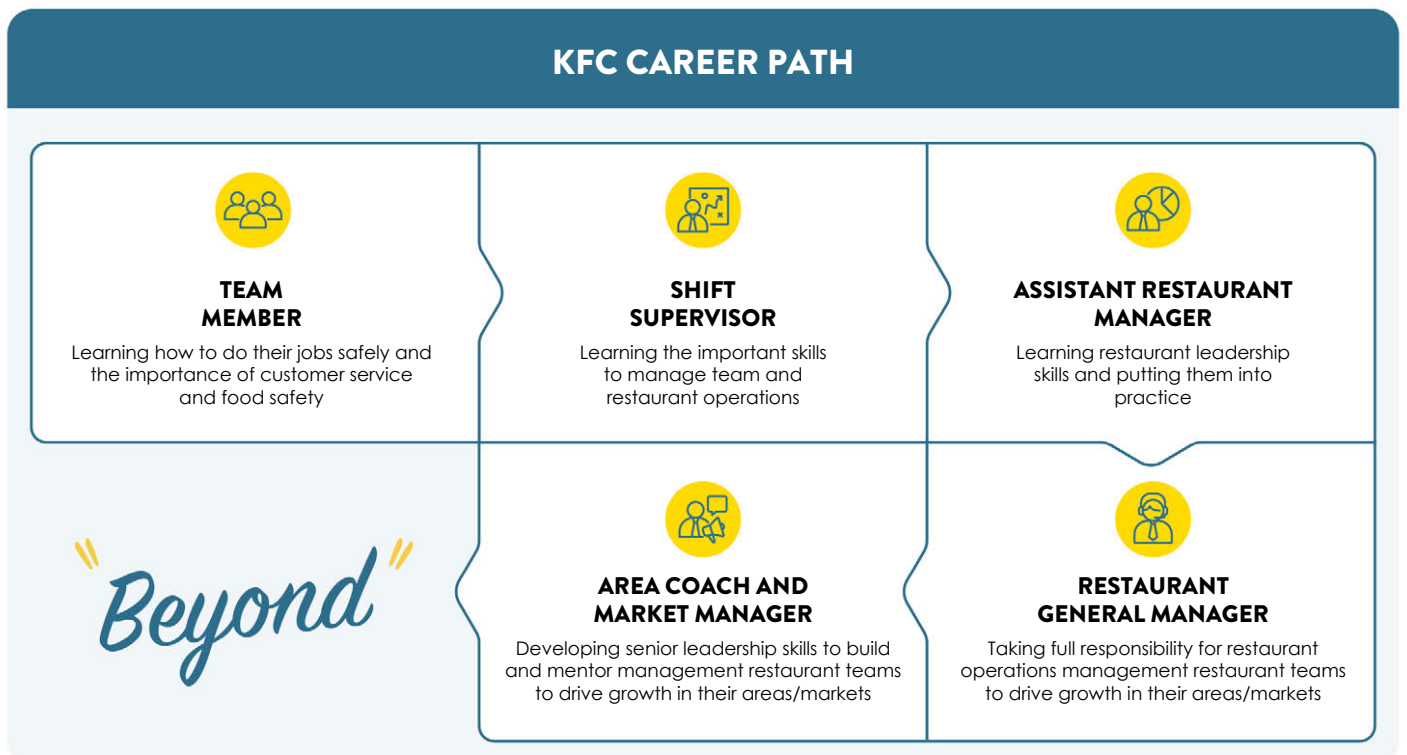 KFC CAREER PATH
TEAM
MEMBER
Learning how to do their jobs safely and
the importance of customer service
and food safety
SHIFT
SUPERVISOR
Learning the important skills
to manage team and
restaurant operations
ASSISTANT RESTAURANT
MANAGER
Learning restaurant leadership
skills and putting them into
practice
RESTAURANT
GENERAL MANAGER
Taking full responsibility for restaurant
operations management restaurant teams
to drive growth in their areas/markets
AREA COACH AND
MARKET MANAGER
Developing senior leadership skills to build
and mentor management restaurant teams
to drive growth in their areas/markets
"Beyond"